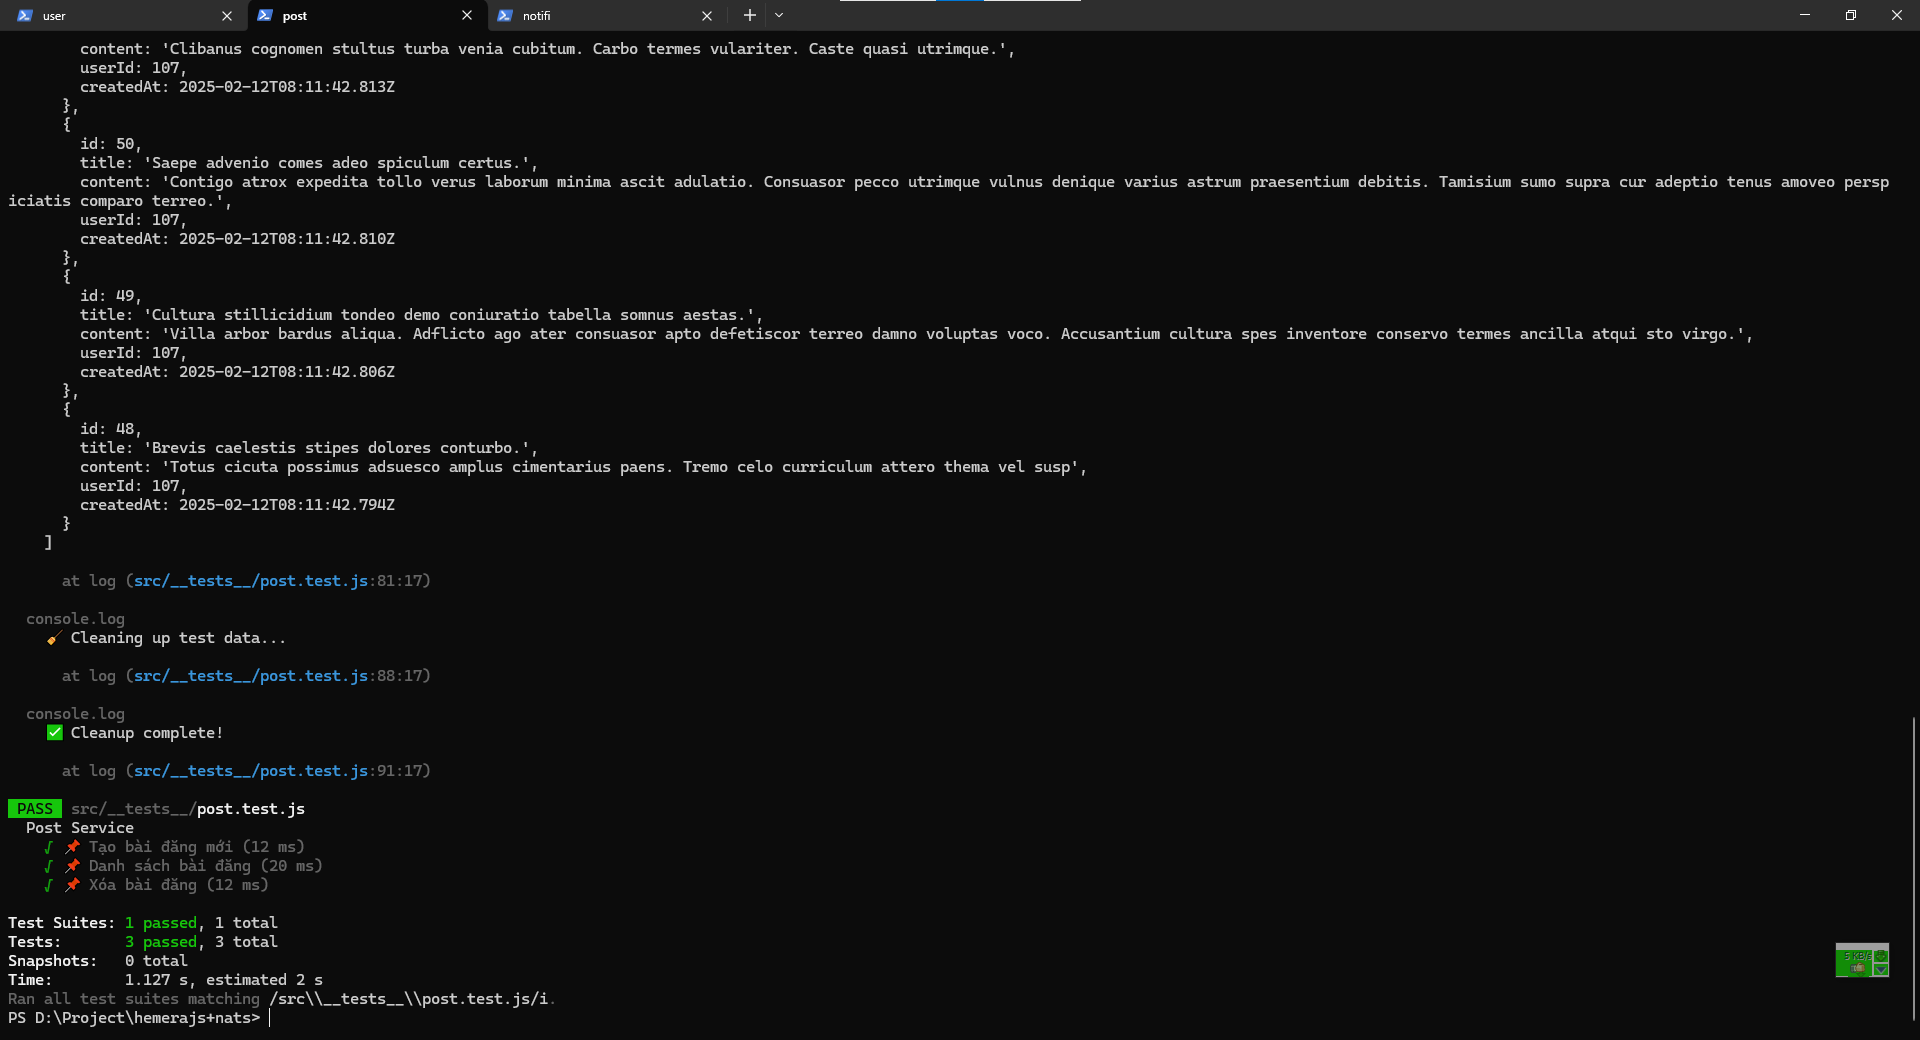 user
post
notifi
content: 'Clibanus cognomen stultus turba venia cubitum. Carbo termes vulariter. Caste quasi utrimque.',
userId: 107,
createdAt: 2025-02-12T08:11:42.813Z
},
{
id: 50,
title: 'Saepe advenio comes adeo spiculum certus.',
content: 'Contigo atrox expedita tollo verus laborum minima ascit adulatio. Consuasor pecco utrimque vulnus denique varius astrum praesentium debitis. Tamisium sumo supra cur adeptio tenus amoveo persp
iciatis comparo terreo.',
userId: 107,
createdAt: 2025-02-12T08:11:42.810Z
},
{
id: 49,
title: 'Cultura stillicidium tondeo demo coniuratio tabella somnus aestas.',
content: 'Villa arbor bardus aliqua. Adflicto ago ater consuasor apto defetiscor terreo damno voluptas voco. Accusantium cultura spes inventore conservo termes ancilla atqui sto virgo.',
userId: 107,
createdAt: 2025-02-12T08:11:42.806Z
},
{
id: 48,
title: 'Brevis caelestis stipes dolores conturbo.',
content: 'Totus cicuta possimus adsuesco amplus cimentarius paens. Tremo celo curriculum attero thema vel susp',
userId: 107,
createdAt: 2025-02-12T08:11:42.794Z
}
]
at log (src/__tests__/post.test.js:81:17)
console.log
🧹 Cleaning up test data...
at log (src/__tests__/post.test.js:88:17)
console.log
✅ Cleanup complete!
at log (src/__tests__/post.test.js:91:17)
PASS src/__tests__/post.test.js
Post Service
√ 📌 Tạo bài đăng mới (12 ms)
√ 📌 Danh sách bài đăng (20 ms)
√ 📌 Xóa bài đăng (12 ms)
Test Suites: 1 passed, 1 total
Tests: 3 passed, 3 total
Snapshots: 0 total
Time: 1.127 s, estimated 2 s
Ran all test suites matching /src\\__tests__\\post.test.js/i.
PS D:\Project\hemerajs+nats>